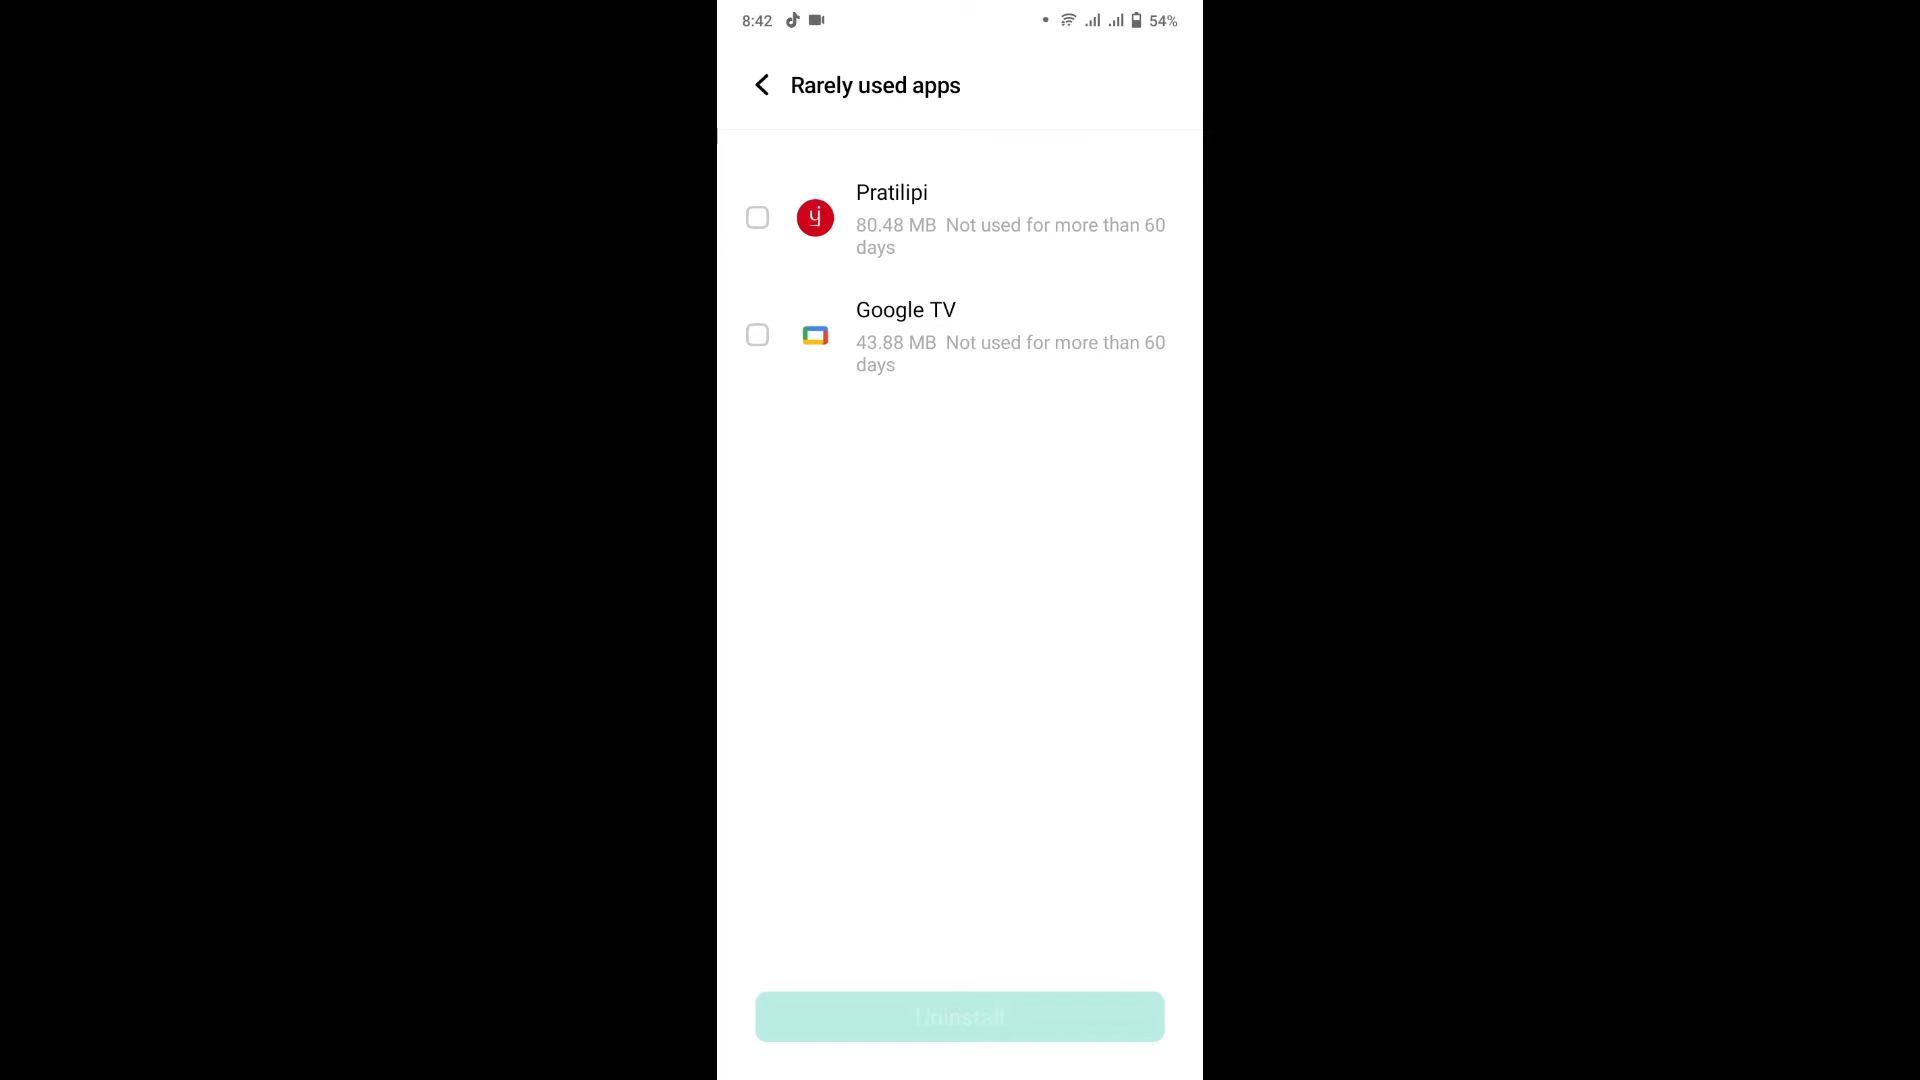 8:42 54%
Rarely used apps
Pratilipi
80.48 MB Not used for more than 60
days
Google TV
43.88 MB Not used for more than 60
days
Uninstall